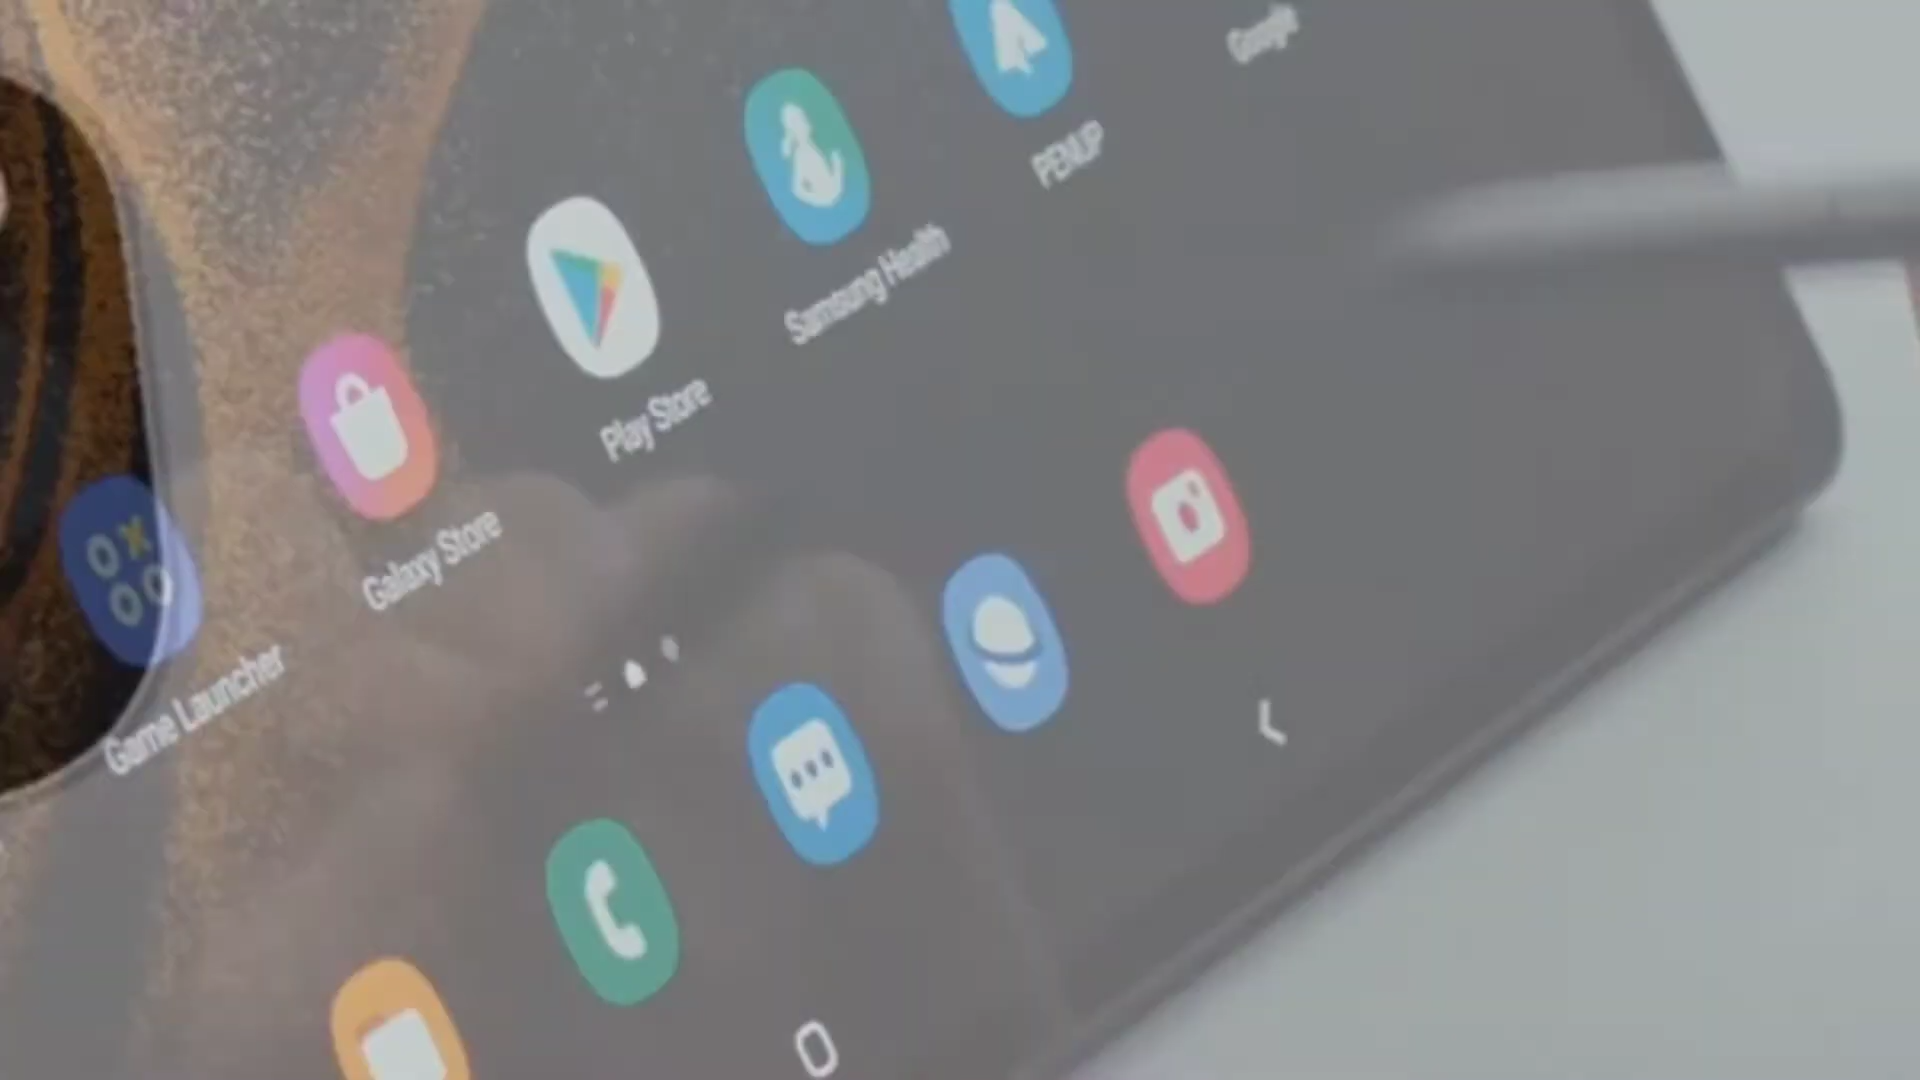 Google
PENUP
Samsung Health
Play Store
Galaxy Store
Game Launcher